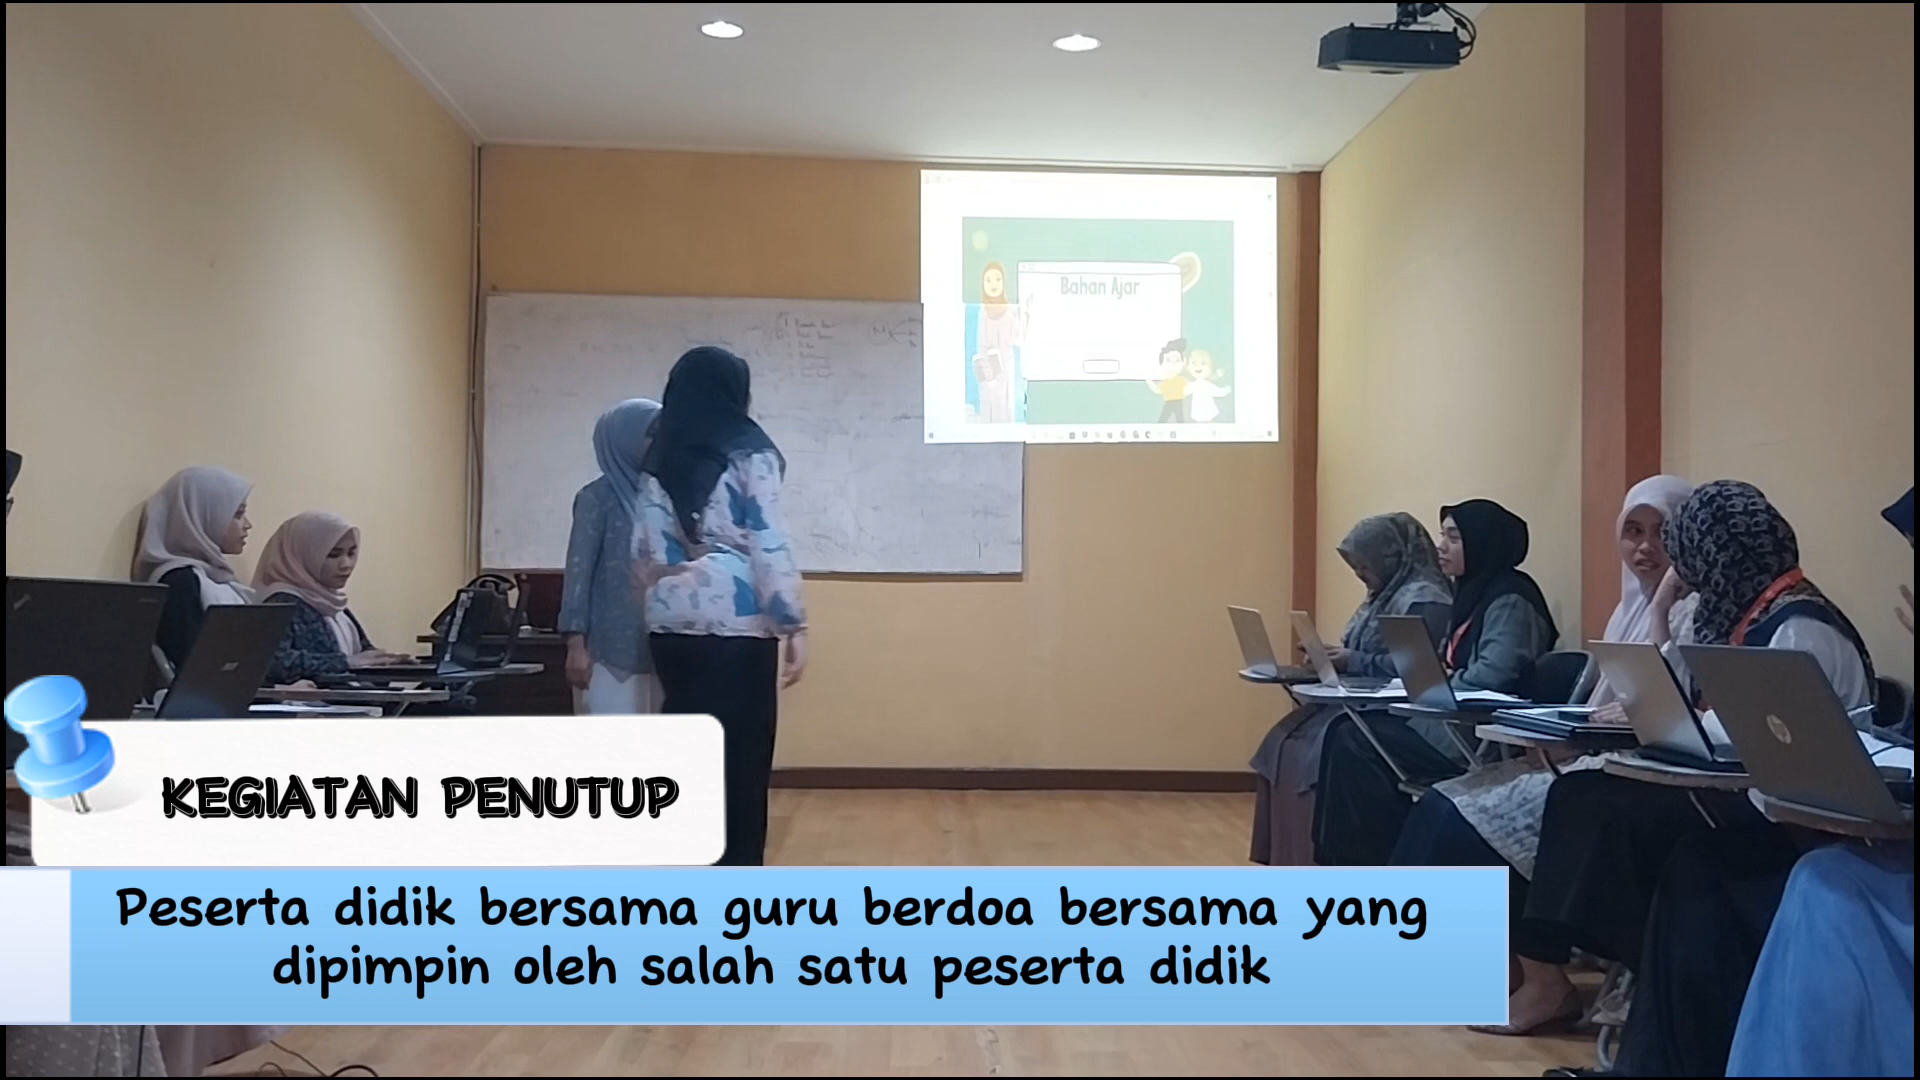 Bahan Ajar
KEGIATAN PENUTUP
Peserta didik bersama guru berdoa bersama yang
dipimpin oleh salah satu peserta didik